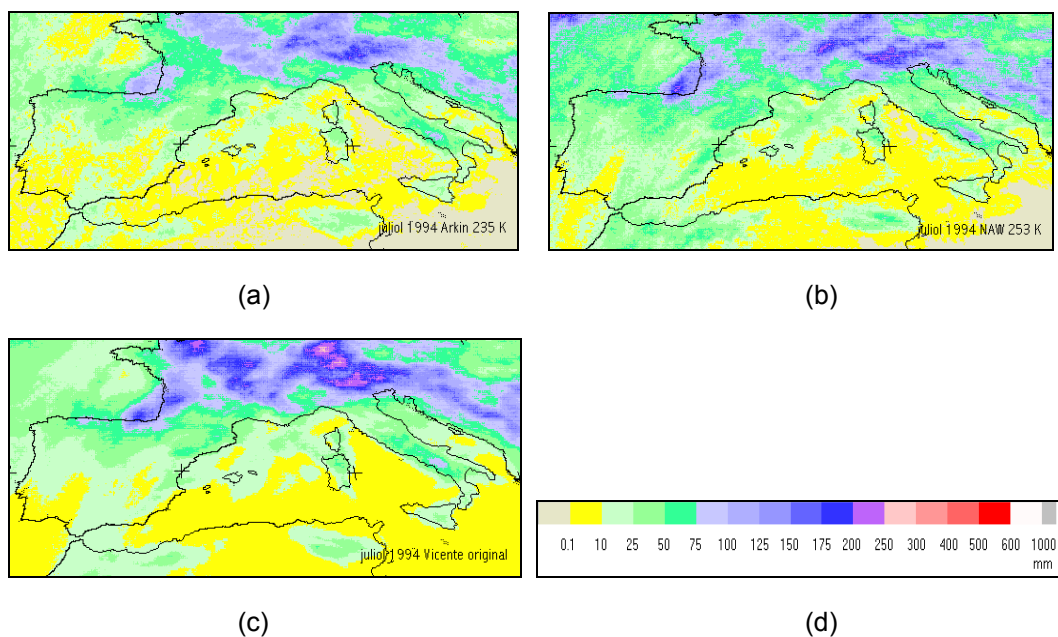 juliol 1994 Arkin 235 K
juliol 1994 NAW 253 K
(a)
(b)
juliol 1994 Vicente original
0.1 10 25 50 75 100 125 150 175 200 250 300 400 500 600 1000
mm
(c)
(d)